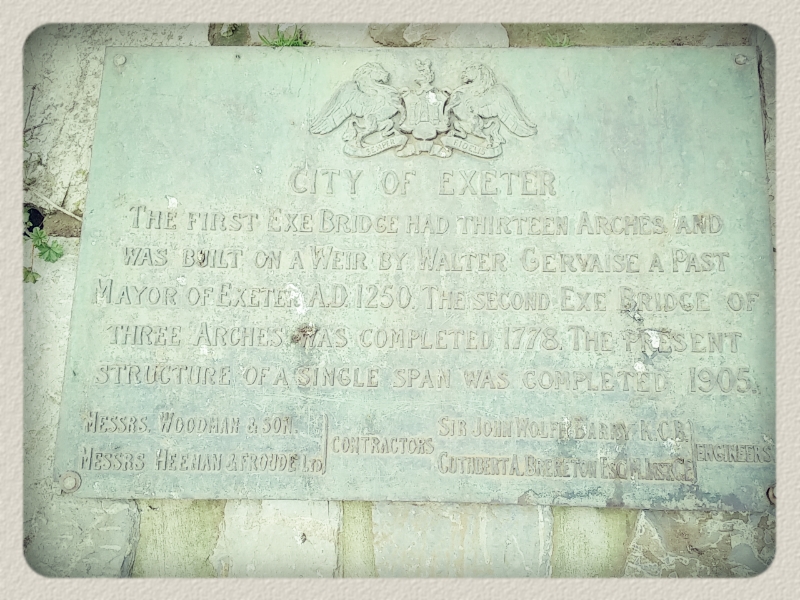 CITY OF EXETER
THE FIRST EXE BRIDGE HAD THIRTEEN ARCHES AND
WAS BUILT ON A WEIR BY WALTER GERVAISE A PAST
MAYOR OF EXETER A.D. 1250. THE SECOND EXE BRIDGE OF
THREE ARCHES WAS COMPLETED 1778. THE PRESENT
STRUCTURE OF A SINGLE SPAN WAS COMPLETED 1905.
MESSRS. WOODMAN & SON.
MESSRS HEENAN & FROUDE LTD
CONTRACTORS
SIR JOHN WOLFE BARRY K.C.B.
CUTHBERT A. BRERETON ESQ. M.INST.C.E
ENGINEERS